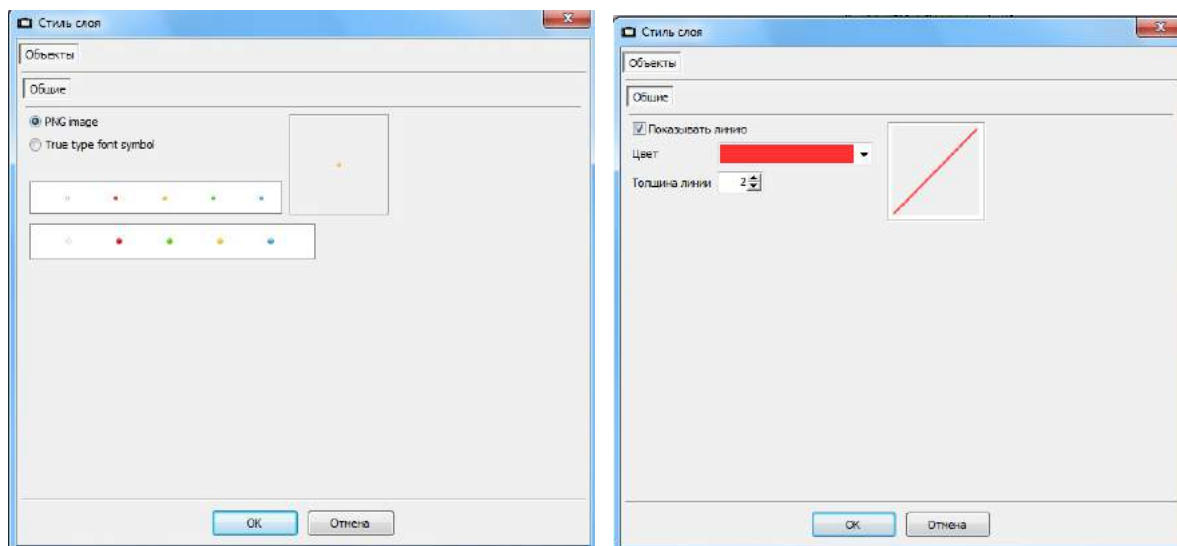 Стиль слоя
Объекты
Общие
PNG image
True type font symbol
OK
Отмена
Стиль слоя
Объекты
Общие
Показывать линию
Цвет
Толщина линии 2
OK
Отмена